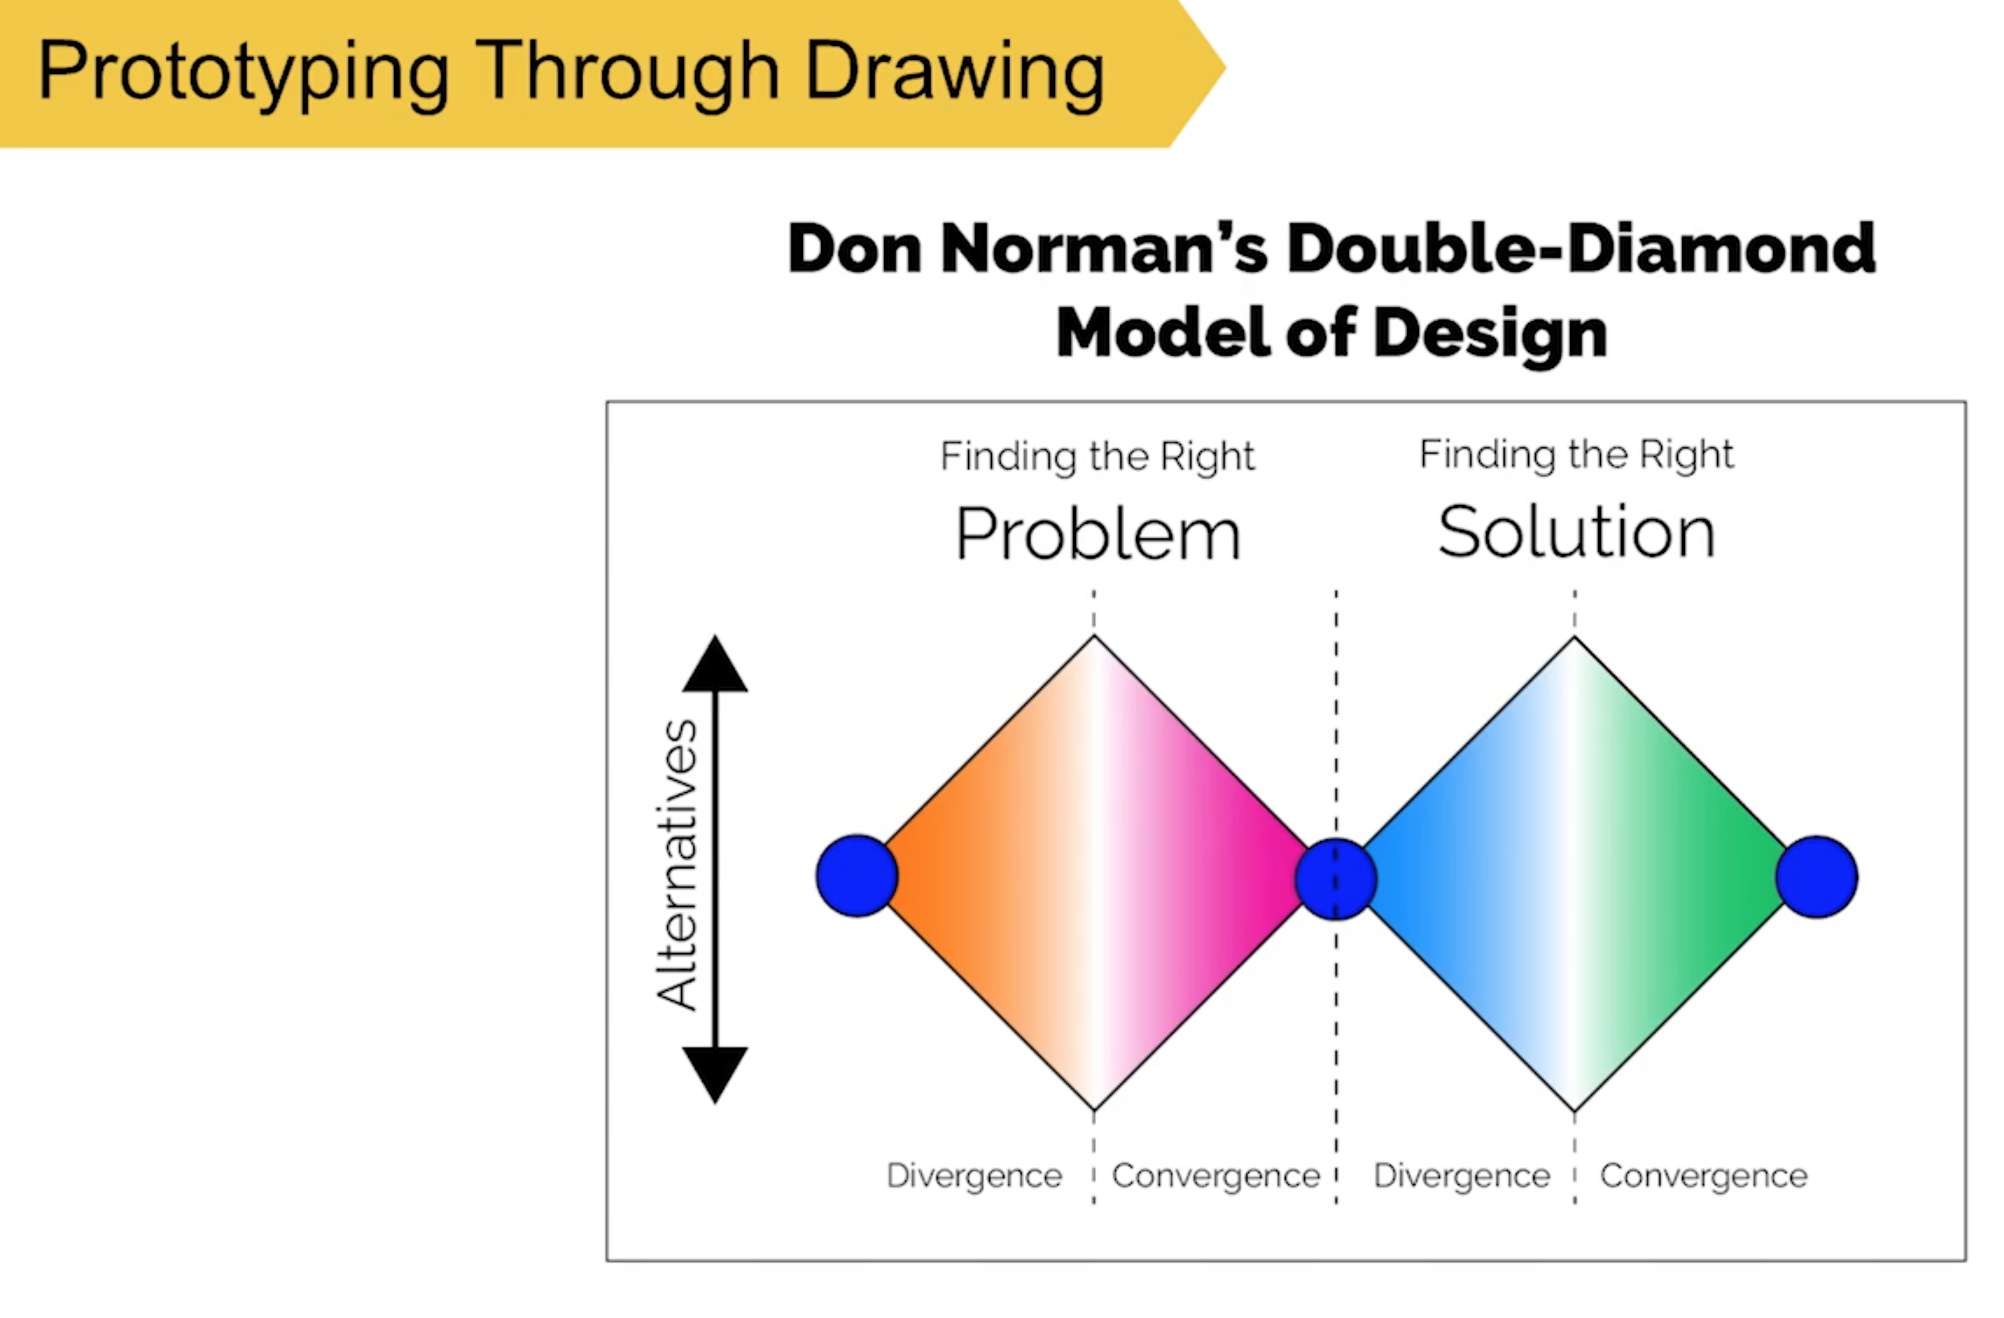 Prototyping Through Drawing
Don Norman's Double-Diamond
Model of Design
Finding the Right
Problem
Finding the Right
Solution
Alternatives
Divergence
Convergence
Divergence
Convergence